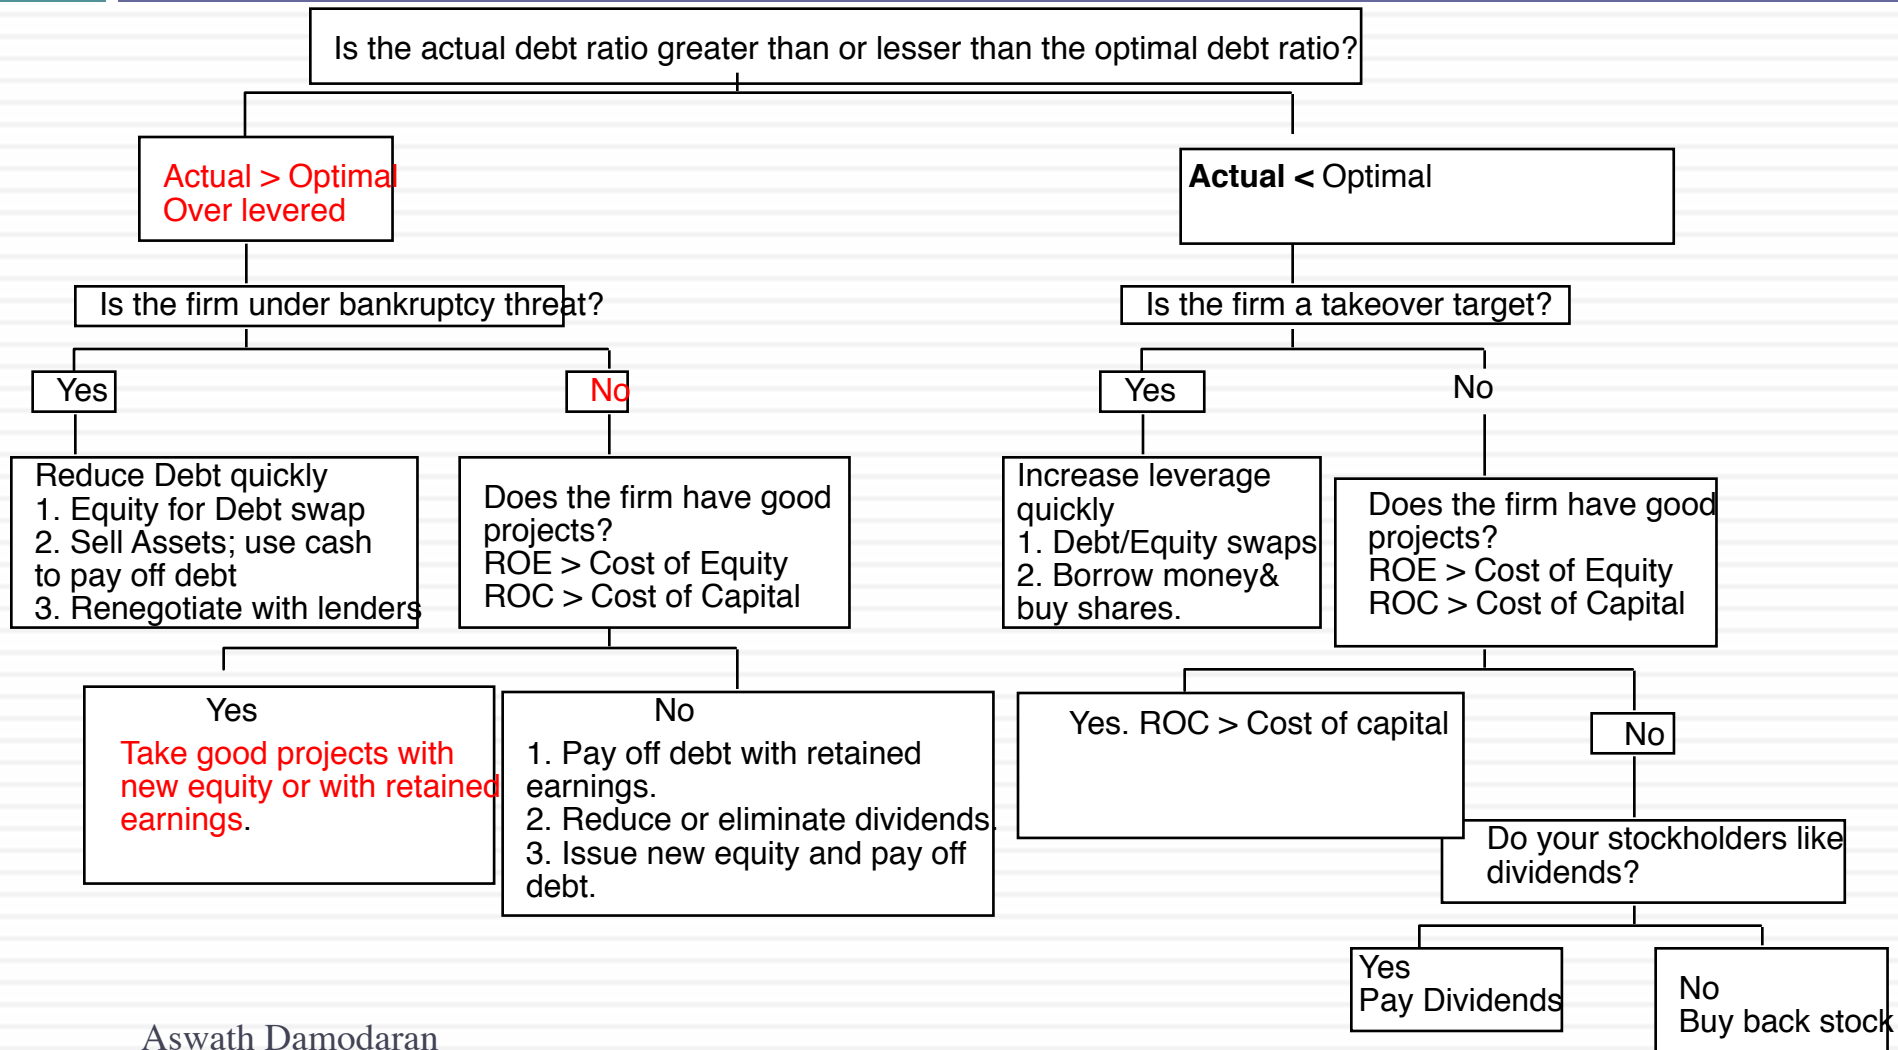 Is the actual debt ratio greater than or lesser than the optimal debt ratio?
Actual > Optimal
Over levered
Actual < Optimal
Is the firm under bankruptcy threat?
Is the firm a takeover target?
Yes
No
Yes
No
Reduce Debt quickly
1. Equity for Debt swap
2. Sell Assets; use cash
to pay off debt
3. Renegotiate with lenders
Does the firm have good
projects?
ROE > Cost of Equity
ROC > Cost of Capital
Increase leverage
quickly
1. Debt/Equity swaps
2. Borrow money&
buy shares.
Does the firm have good
projects?
ROE > Cost of Equity
ROC > Cost of Capital
Yes
Take good projects with
new equity or with retained
earnings.
No
1. Pay off debt with retained
earnings.
2. Reduce or eliminate dividends.
3. Issue new equity and pay off
debt.
Yes. ROC > Cost of capital
No
Do your stockholders like
dividends?
Yes
Pay Dividends
No
Buy back stock
Aswath Damodaran